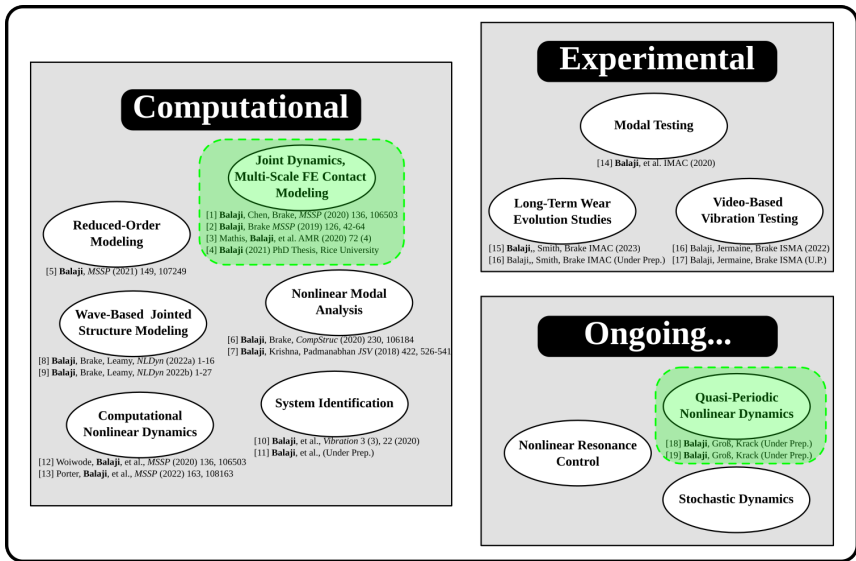 Computational
Joint Dynamics,
Multi-Scale FE Contact
Modeling
[1] Balaji, Chen, Brake, MSSP (2020) 136, 106503
[2] Balaji, Brake MSSP (2019) 126, 42-64
[3] Mathis, Balaji, et al. AMR (2020) 72 (4)
[4] Balaji (2021) PhD Thesis, Rice University
Reduced-Order
Modeling
[5] Balaji, MSSP (2021) 149, 107249
Nonlinear Modal
Analysis
[6] Balaji, Brake, CompStruc (2020) 230, 106184
[7] Balaji, Krishna, Padmanabhan JSV (2018) 422, 526-541
Wave-Based Jointed
Structure Modeling
[8] Balaji, Brake, Leamy, NLDyn (2022a) 1-16
[9] Balaji, Brake, Leamy, NLDyn 2022b) 1-27
System Identification
[10] Balaji, et al., Vibration 3 (3), 22 (2020)
[11] Balaji, et al., (Under Prep.)
Computational
Nonlinear Dynamics
[12] Woiwode, Balaji, et al., MSSP (2020) 136, 106503
[13] Porter, Balaji, et al., MSSP (2022) 163, 108163
Experimental
Modal Testing
[14] Balaji, et al. IMAC (2020)
Long-Term Wear
Evolution Studies
[15] Balaji,, Smith, Brake IMAC (2023)
[16] Balaji,, Smith, Brake IMAC (Under Prep.)
Video-Based
Vibration Testing
[16] Balaji, Jermaine, Brake ISMA (2022)
[17] Balaji, Jermaine, Brake ISMA (U.P.)
Ongoing...
Quasi-Periodic
Nonlinear Dynamics
[18] Balaji, Groß, Krack (Under Prep.)
[19] Balaji, Groß, Krack (Under Prep.)
Nonlinear Resonance
Control
Stochastic Dynamics